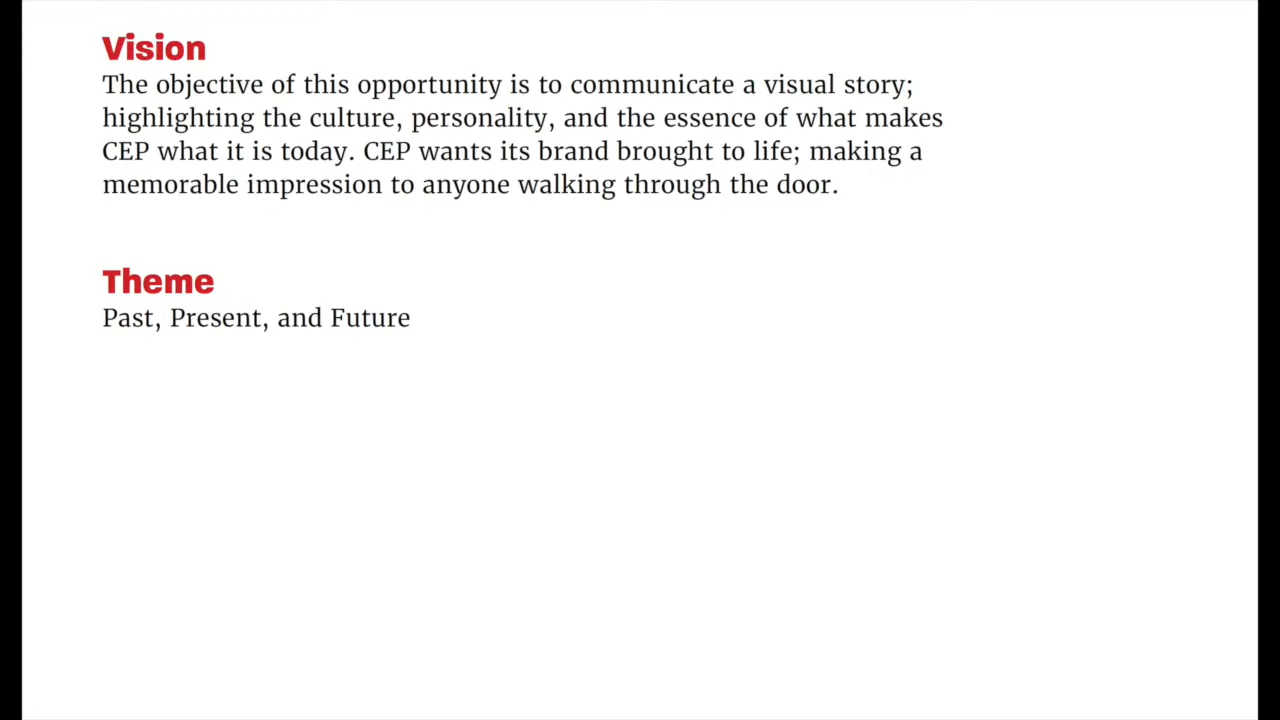 Vision
The objective of this opportunity is to communicate a visual story;
highlighting the culture, personality, and the essence of what makes
CEP what it is today. CEP wants its brand brought to life; making a
memorable impression to anyone walking through the door.
Theme
Past, Present, and Future